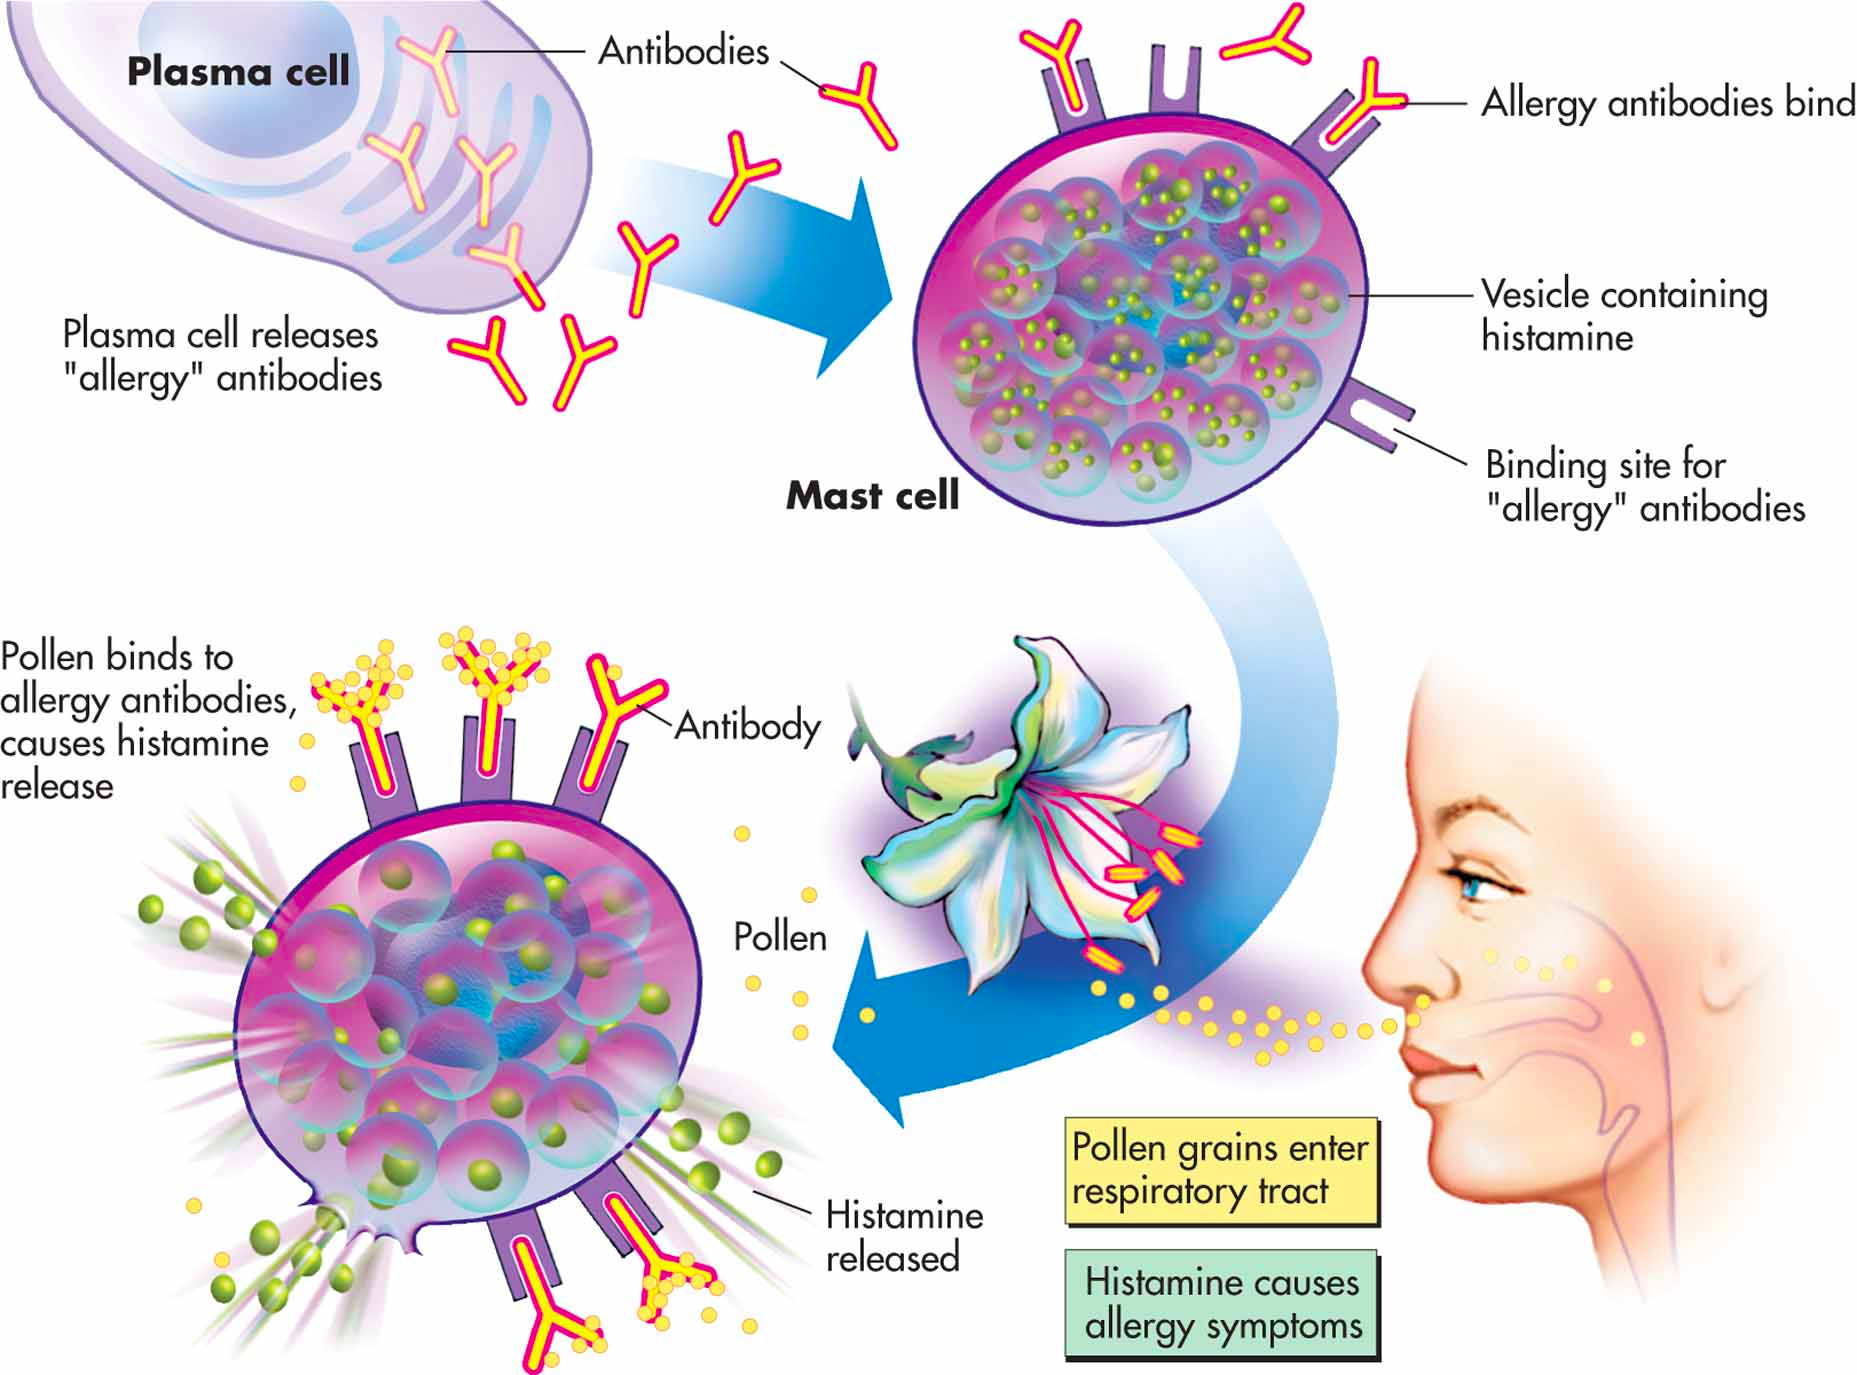 Plasma cell
Antibodies
Allergy antibodies bind
Plasma cell releases
"allergy" antibodies
Vesicle containing
histamine
Mast cell
Binding site for
"allergy" antibodies
Pollen binds to
allergy antibodies,
causes histamine
release
Antibody
Pollen
Histamine
released
Pollen grains enter
respiratory tract
Histamine causes
allergy symptoms